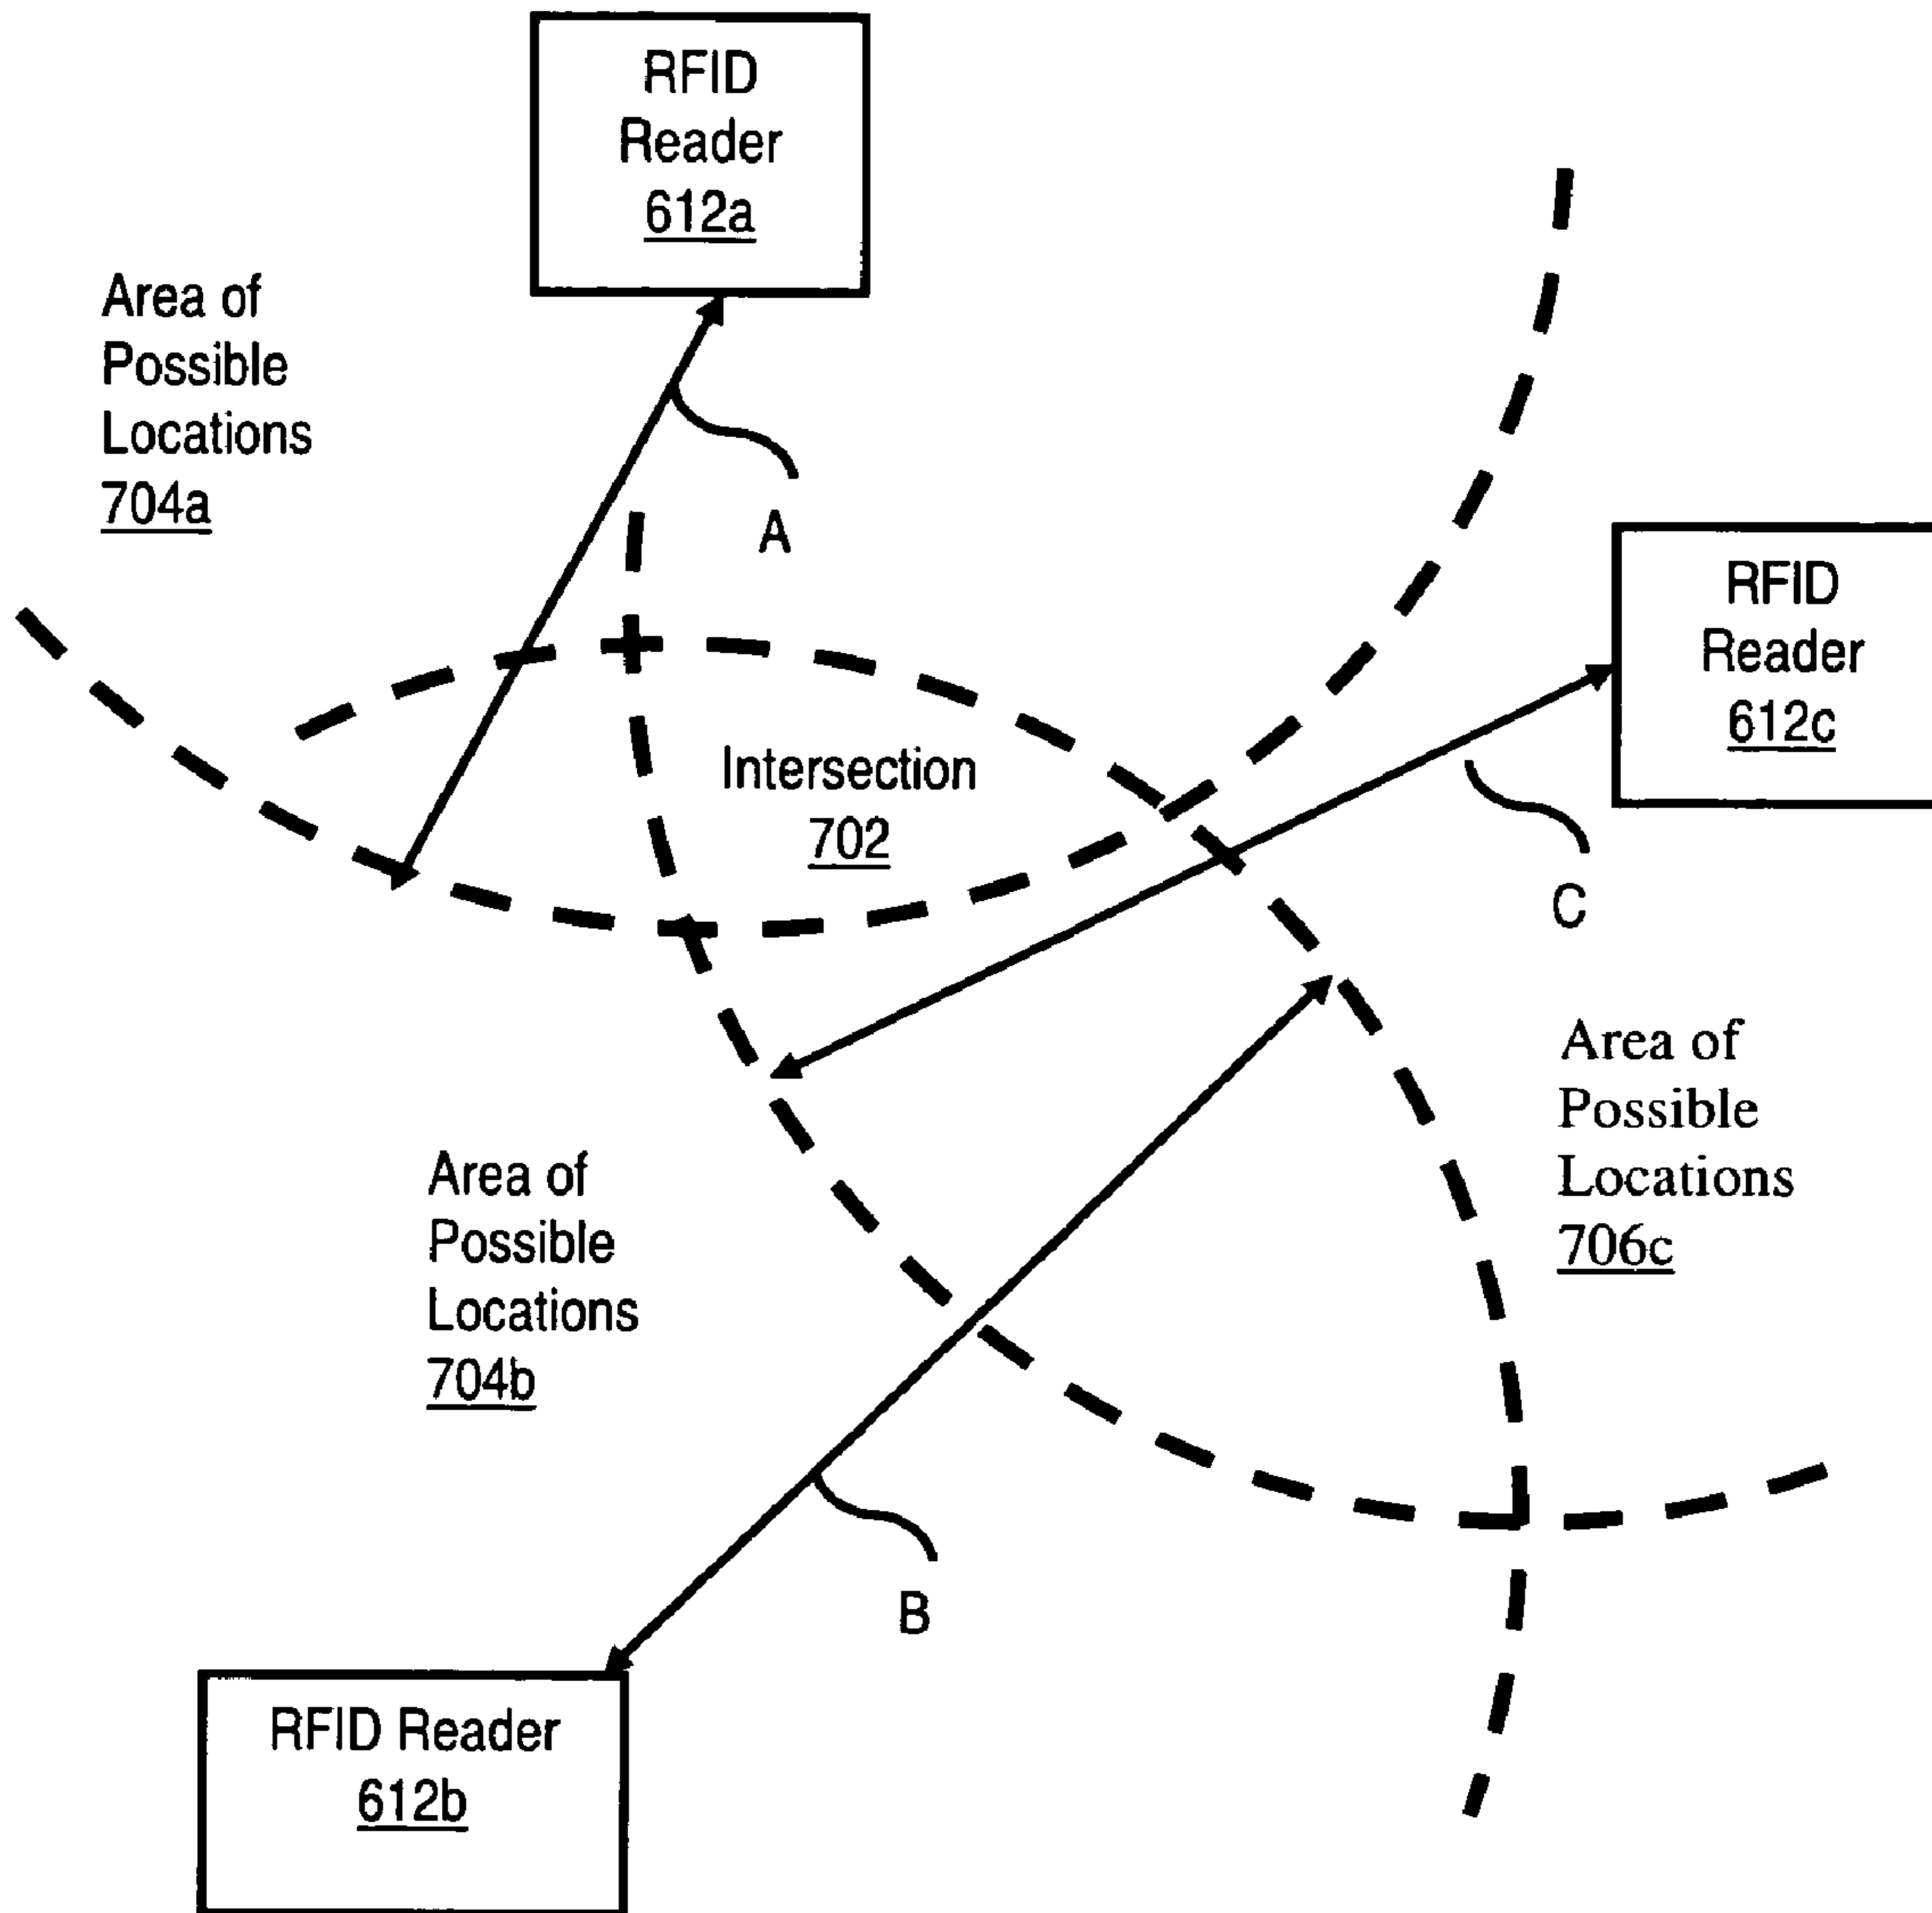 RFID
Reader
612a
Area of
Possible
Locations
704a
A
RFID
Reader
612c
Intersection
702
C
Area of
Possible
Locations
706c
Area of
Possible
Locations
704b
B
RFID Reader
612b